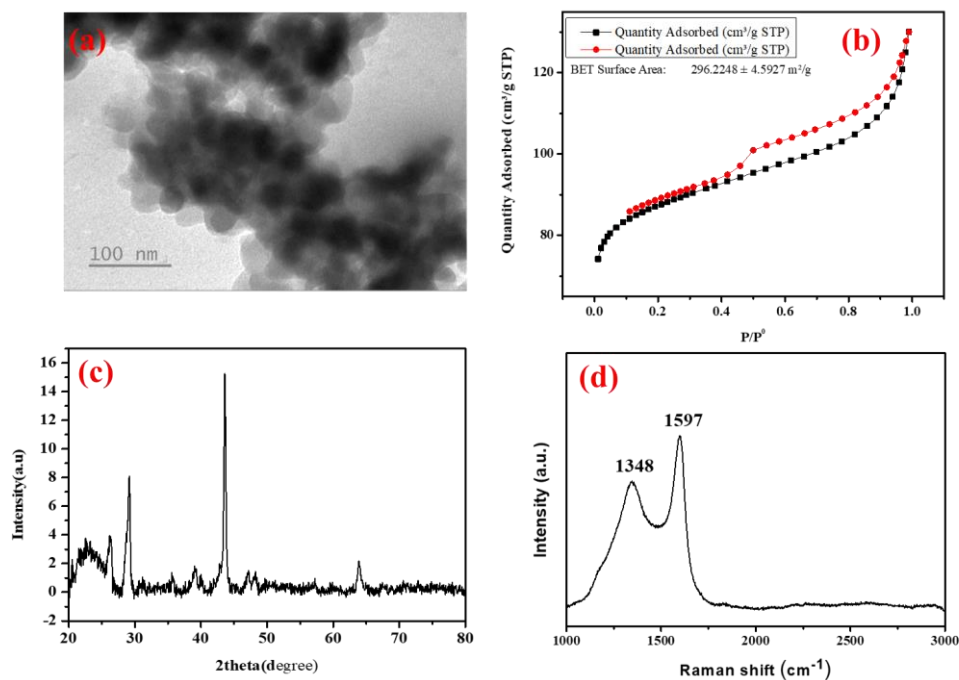 (a)
100 nm
(b)
Quantity Adsorbed (cm³/g STP)
Quantity Adsorbed (cm³/g STP)
BET Surface Area: 296.2248 ± 4.5927 m²/g
Quantity Adsorbed (cm³/g STP)
120
100
80
0.0 0.2 0.4 0.6 0.8 1.0
P/P⁰
(c)
Intensity(a.u)
16
14
12
10
8
6
4
2
0
-2
20 30 40 50 60 70 80
2theta(degree)
(d)
1348
1597
Intensity (a.u.)
1000 1500 2000 2500 3000
Raman shift (cm⁻¹)